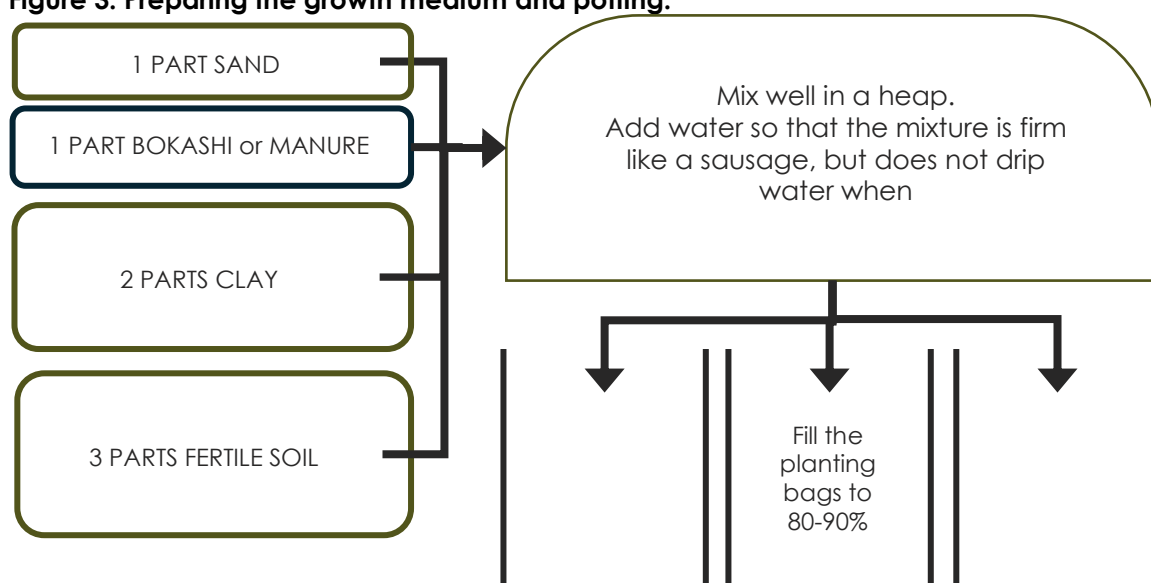 Figure 3. Preparing the growth medium and potting.
1 PART SAND
1 PART BOKASHI or MANURE
2 PARTS CLAY
3 PARTS FERTILE SOIL
Mix well in a heap.
Add water so that the mixture is firm
like a sausage, but does not drip
water when
Fill the
planting
bags to
80-90%